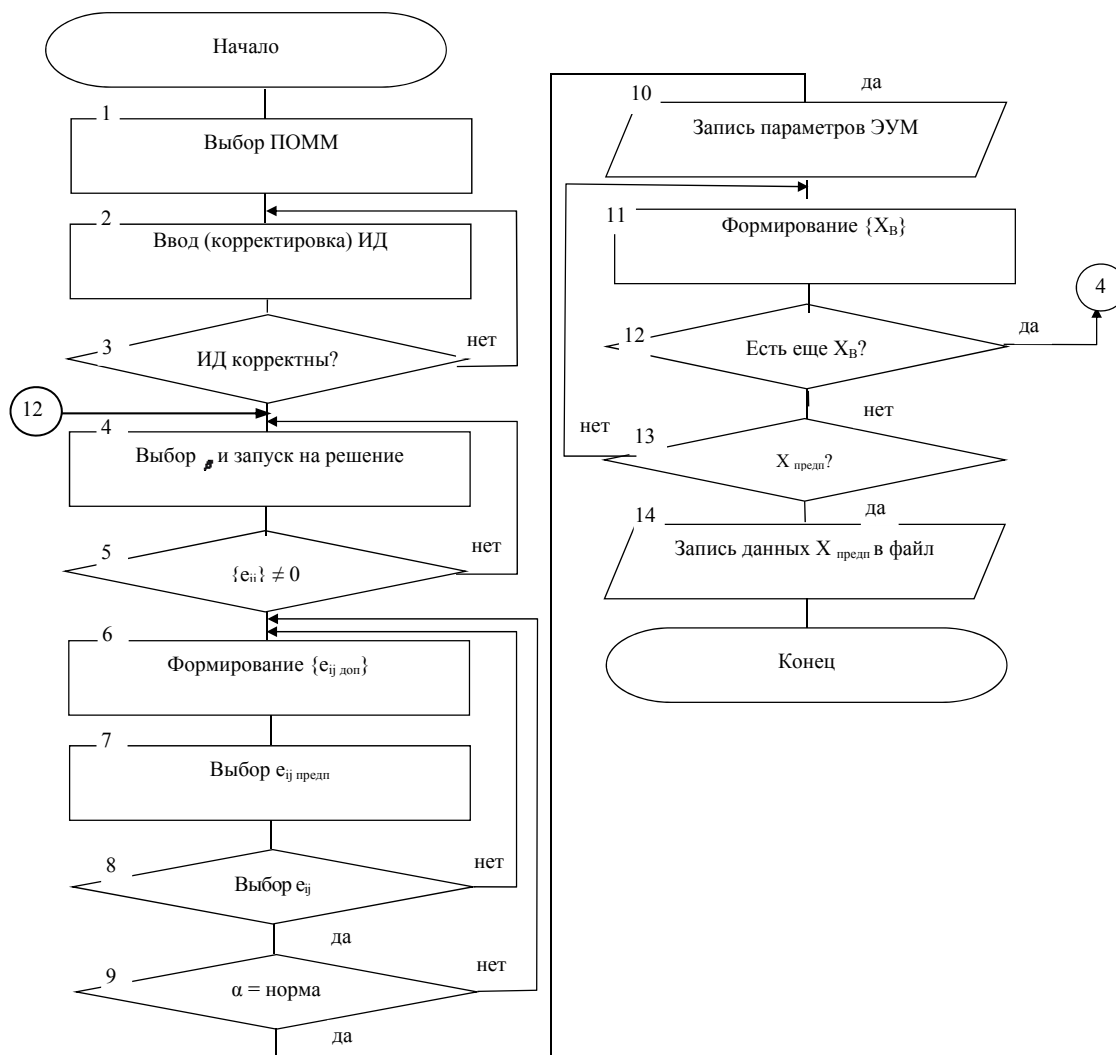 Начало
1
Выбор ПОММ
2
Ввод (корректировка) ИД
3
ИД корректны?
нет
12
4
Выбор и запуск на решение
5
{eij} ≠ 0
нет
6
Формирование {eij доп}
7
Выбор eij предп
8
Выбор eij
нет
да
9
α = норма
нет
да
да
10
Запись параметров ЭУМ
11
Формирование {XВ}
4
12
Есть еще XВ?
да
нет
нет
13
X предп?
да
14
Запись данных X предп в файл
Конец